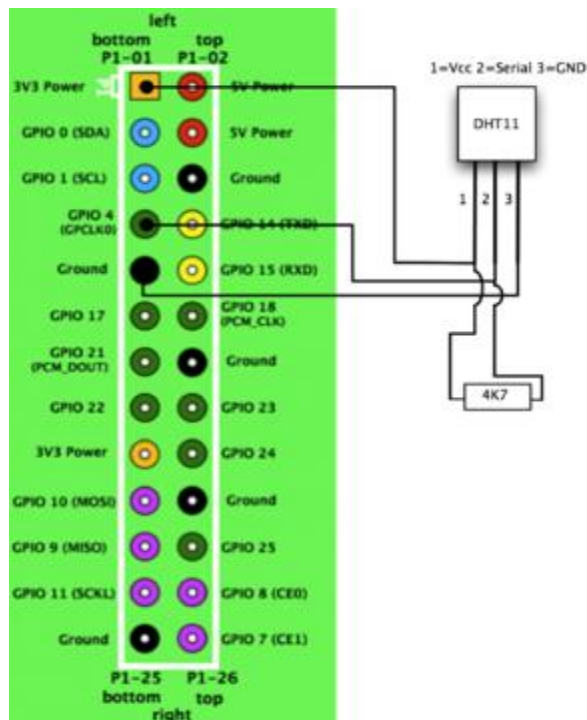 left
bottom top
P1-01 P1-02
1=Vcc 2=Serial 3=GND
3V3 Power 5V Power
DHT11
GPIO 0 (SDA) 5V Power
GPIO 1 (SCL) Ground
1 2 3
GPIO 4 GPIO 14 (TXD)
(GPCLK0)
Ground GPIO 15 (RXD)
GPIO 17 GPIO 18
(PCM_CLK)
GPIO 21 Ground
(PCM_DOUT)
GPIO 22 GPIO 23
4K7
3V3 Power GPIO 24
GPIO 10 (MOSI) Ground
GPIO 9 (MISO) GPIO 25
GPIO 11 (SCKL) GPIO 8 (CE0)
Ground GPIO 7 (CE1)
P1-25 P1-26
bottom top
right